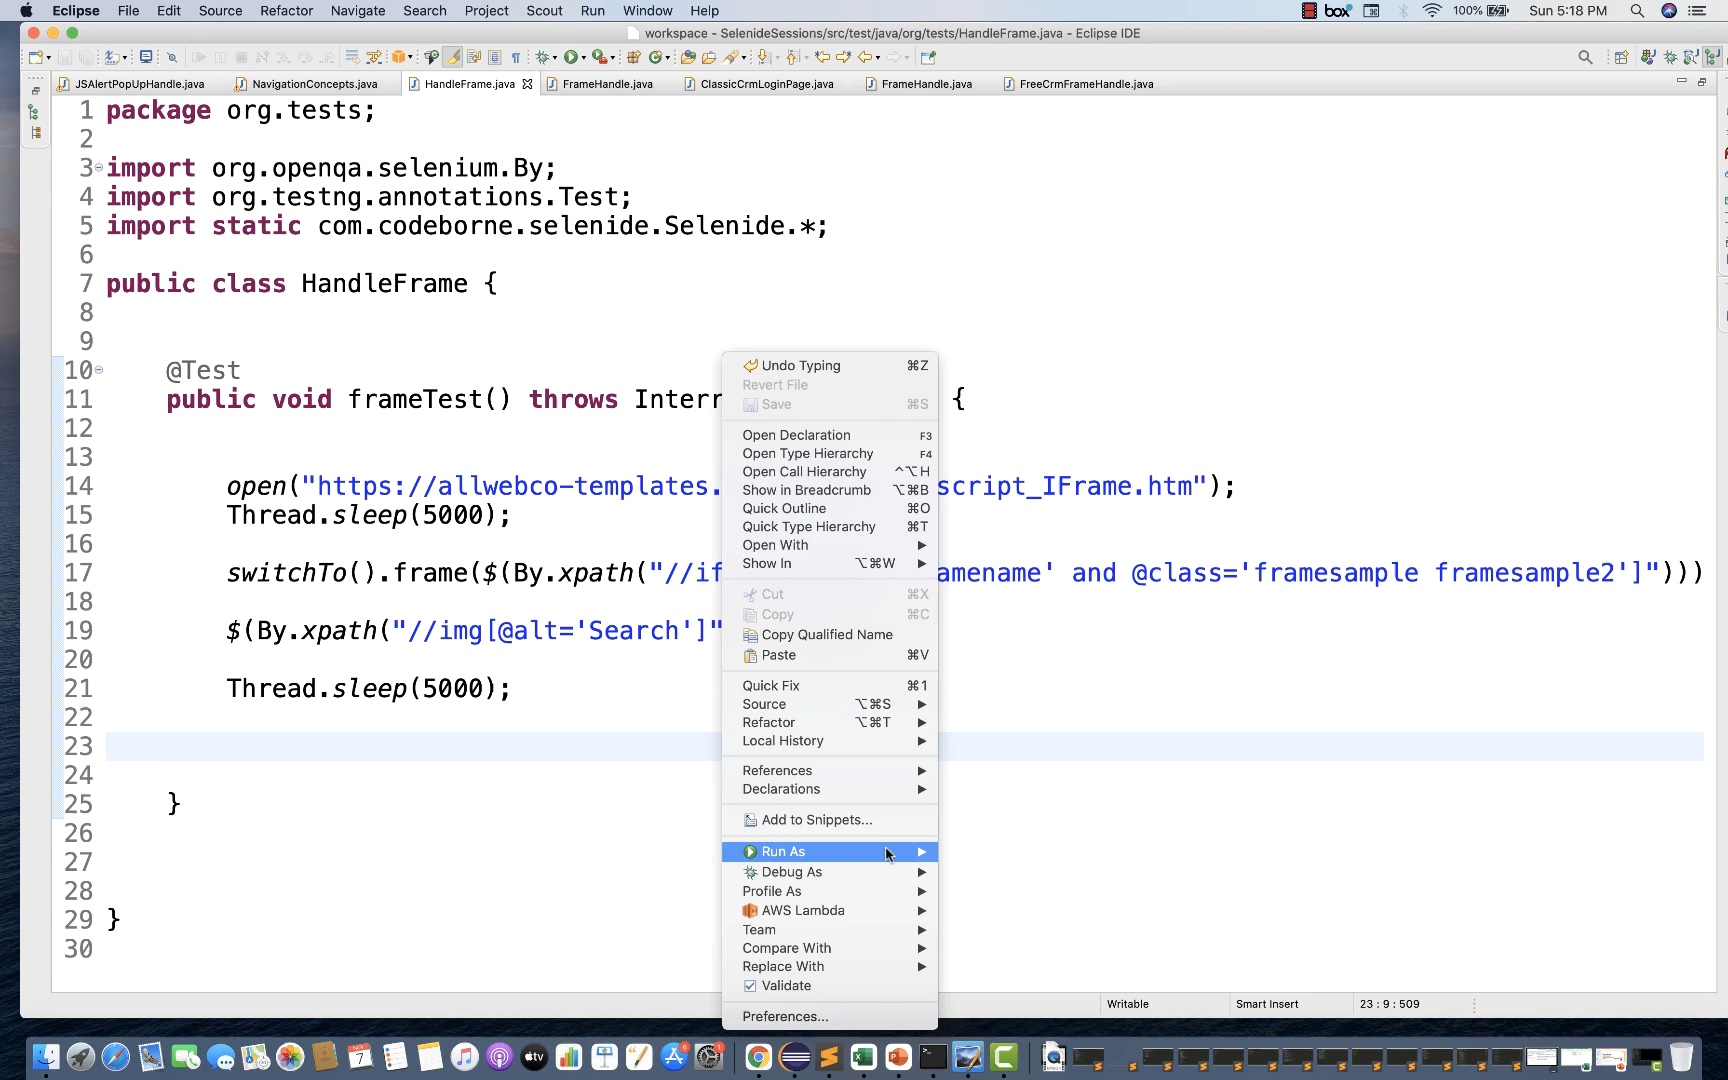 Eclipse File Edit Source Refactor Navigate Search Project Scout Run Window Help box 100% Sun 5:18 PM
workspace - SelenideSessions/src/test/java/org/tests/HandleFrame.java - Eclipse IDE
JSAlertPopUpHandle.java NavigationConcepts.java HandleFrame.java FrameHandle.java ClassicCrmLoginPage.java FrameHandle.java FreeCrmFrameHandle.java
1 package org.tests;
2
3 import org.openqa.selenium.By;
4 import org.testng.annotations.Test;
5 import static com.codeborne.selenide.Selenide.*;
6
7 public class HandleFrame {
8
9
10 @Test
11 public void frameTest() throws Interr {
12
13
14 open("https://allwebco-templates. script_IFrame.htm");
15 Thread.sleep(5000);
16
17 switchTo().frame($(By.xpath("//if amename' and @class='framesample framesample2']")))
18
19 $(By.xpath("//img[@alt='Search']"
20
21 Thread.sleep(5000);
22
23
24
25 }
26
27
28
29 }
30
Undo Typing ⌘Z
Revert File
Save ⌘S
Open Declaration F3
Open Type Hierarchy F4
Open Call Hierarchy ^⌥H
Show in Breadcrumb ⌥⌘B
Quick Outline ⌘O
Quick Type Hierarchy ⌘T
Open With
Show In ⌥⌘W
Cut ⌘X
Copy ⌘C
Copy Qualified Name
Paste ⌘V
Quick Fix ⌘1
Source ⌥⌘S
Refactor ⌥⌘T
Local History
References
Declarations
Add to Snippets...
Run As
Debug As
Profile As
AWS Lambda
Team
Compare With
Replace With
Validate
Preferences...
Writable Smart Insert 23 : 9 : 509
7
tv